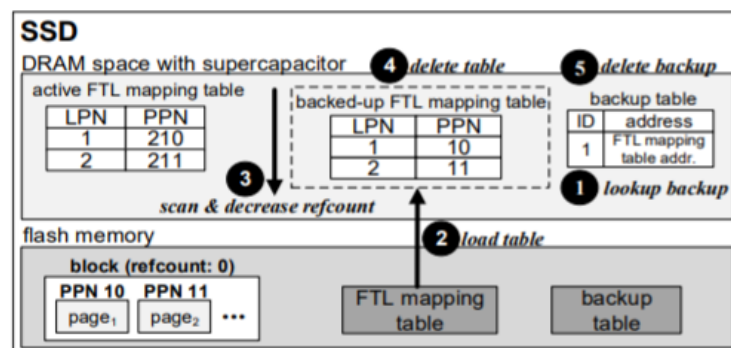 SSD
DRAM space with supercapacitor
4 delete table
5 delete backup
active FTL mapping table
LPN PPN
1 210
2 211
3
scan & decrease refcount
backed-up FTL mapping table
LPN PPN
1 10
2 11
backup table
ID address
1 FTL mapping
table addr.
1 lookup backup
flash memory
2 load table
block (refcount: 0)
PPN 10 PPN 11
page₁ page₂ •••
FTL mapping
table
backup
table